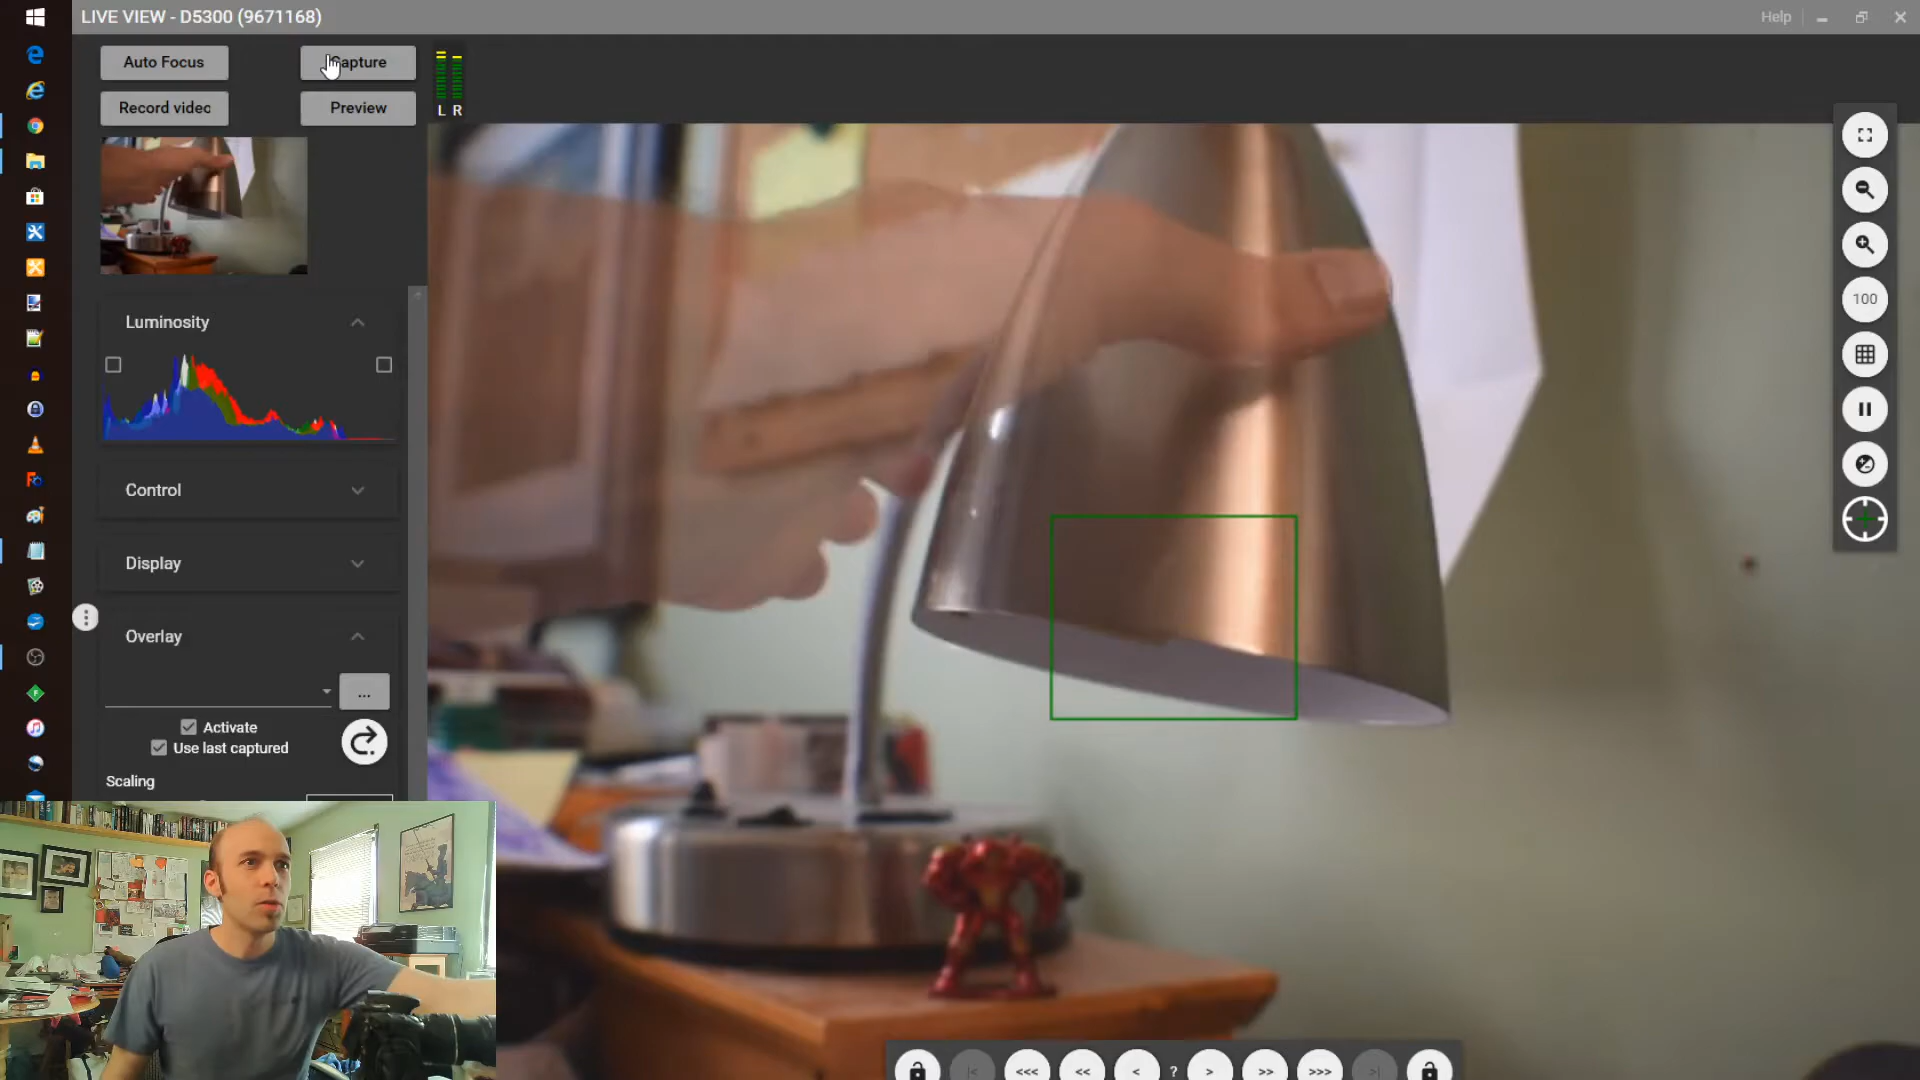 LIVE VIEW - D5300 (9671168)
Help
Auto Focus
Capture
Record video
Preview
L R
Luminosity
Control
Display
Overlay
...
Activate
Use last captured
Scaling
100
|< <<< << < ? > >> >>> >|